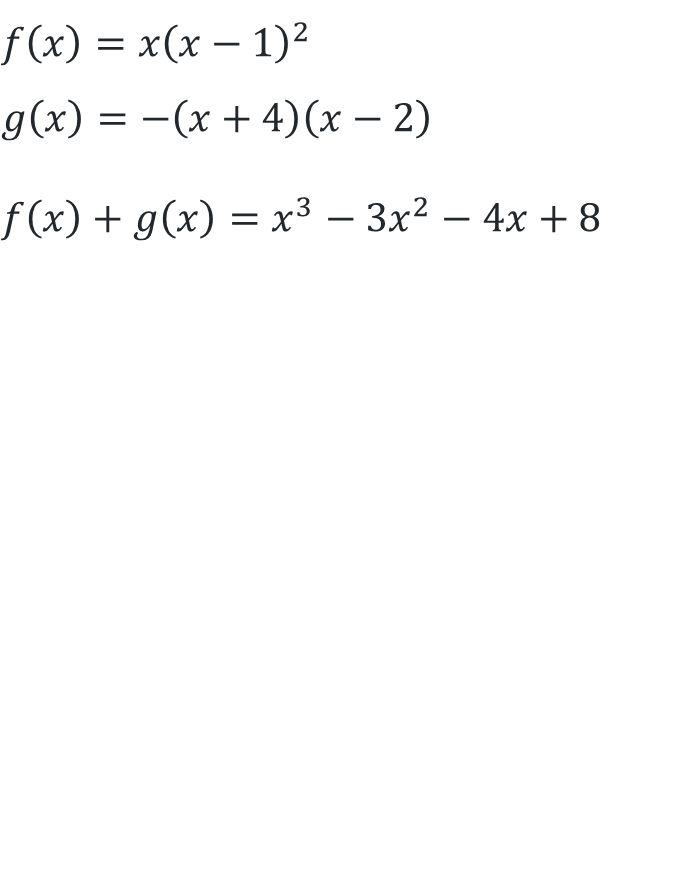 f(x) = x(x − 1)²
g(x) = −(x + 4)(x − 2)
f(x) + g(x) = x³ − 3x² − 4x + 8